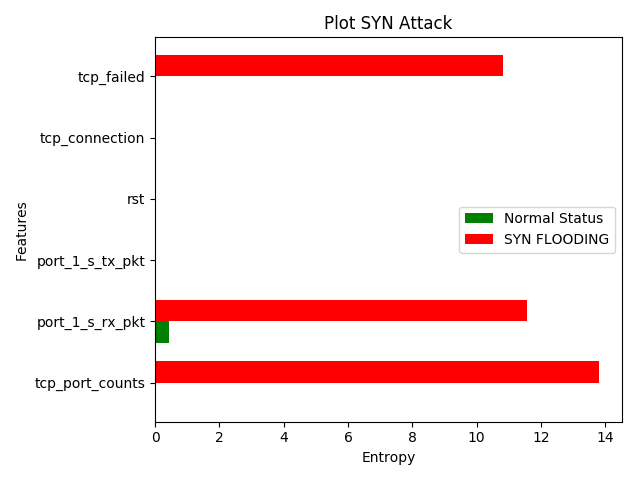 Plot SYN Attack
tcp_failed
tcp_connection
rst
port_1_s_tx_pkt
port_1_s_rx_pkt
tcp_port_counts
Features
Normal Status
SYN FLOODING
0 2 4 6 8 10 12 14
Entropy